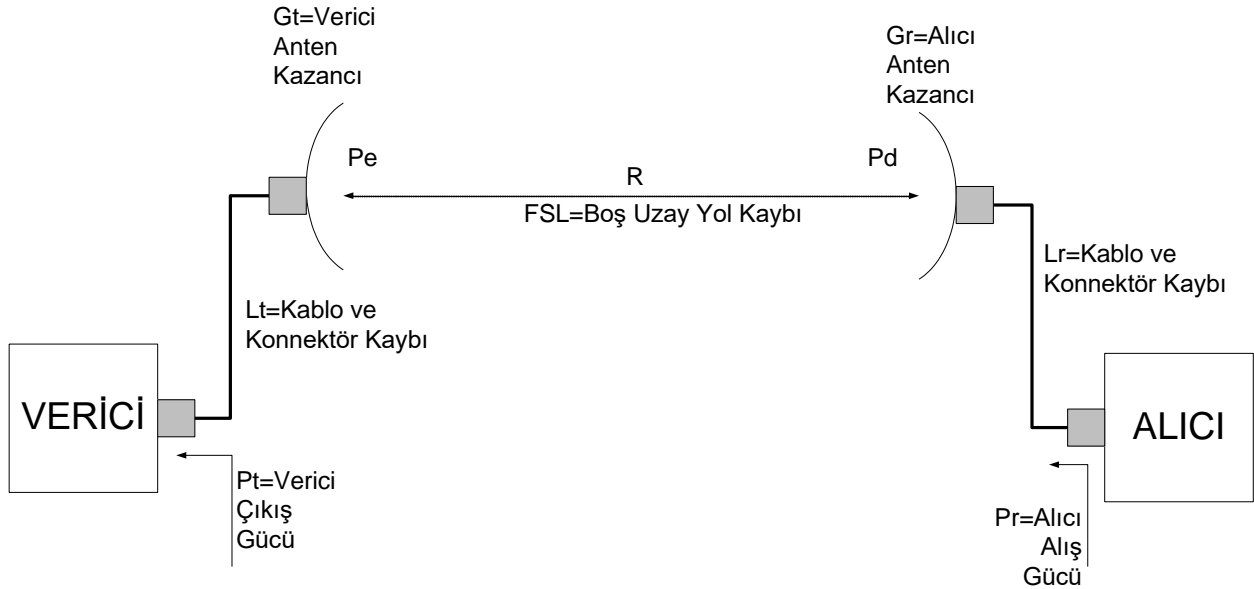 Gt=Verici
Anten
Kazancı
Gr=Alıcı
Anten
Kazancı
Pe
Pd
R
FSL=Boş Uzay Yol Kaybı
Lt=Kablo ve
Konnektör Kaybı
Lr=Kablo ve
Konnektör Kaybı
VERİCİ
ALICI
Pt=Verici
Çıkış
Gücü
Pr=Alıcı
Alış
Gücü